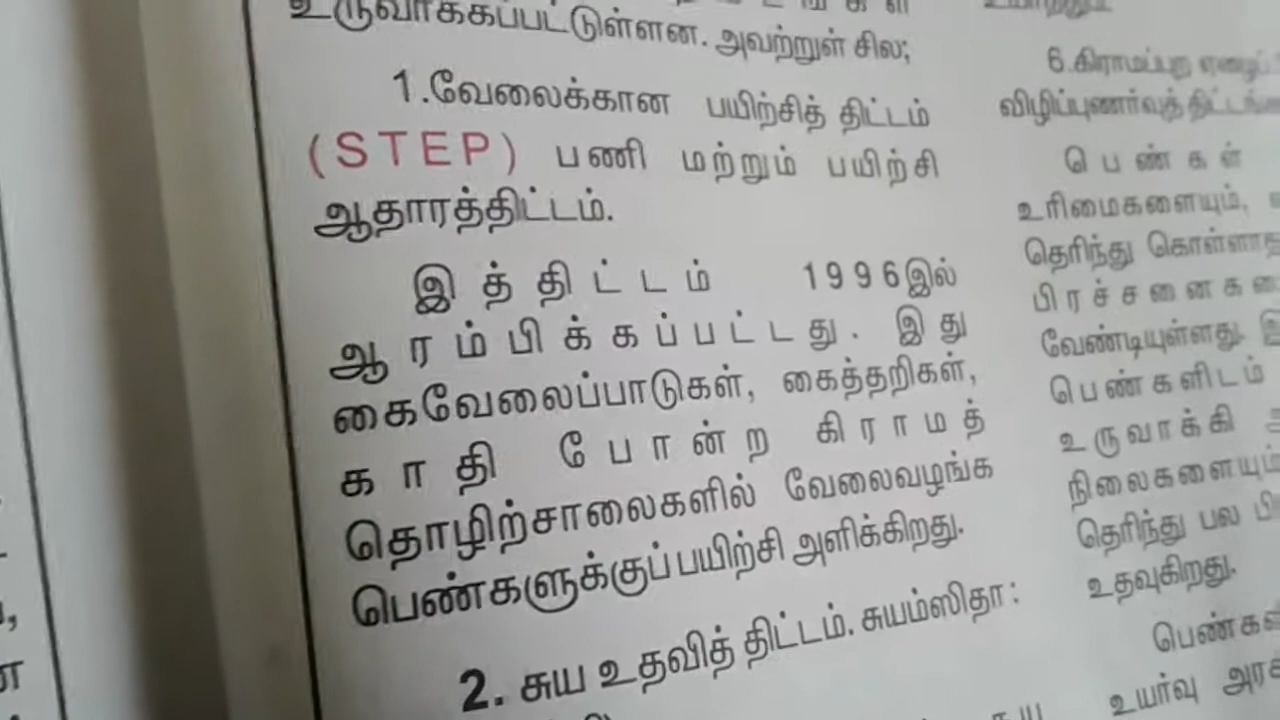 உருவாக்கப்பட்டுள்ளன. அவற்றுள் சில;
1.வேலைக்கான பயிற்சித் திட்டம்
(STEP) பணி மற்றும் பயிற்சி
ஆதாரத்திட்டம்.
இத்திட்டம் 1996இல்
ஆரம்பிக்கப்பட்டது. இது
கைவேலைப்பாடுகள், கைத்தறிகள்,
காதி போன்ற கிராமத்
தொழிற்சாலைகளில் வேலைவழங்க
பெண்களுக்குப் பயிற்சி அளிக்கிறது.
2. சுய உதவித் திட்டம். சுயம்ஸிதா:
6.கிராமப்புற
பெண்கள்
உரிமைகளையும்,
தெரிந்து
வேண்டியுள்ளது.
பெண்களிடம்
உருவாக்கி
நிலைகளையும்
தெரிந்து பல
உதவுகிறது.
உயர்வு